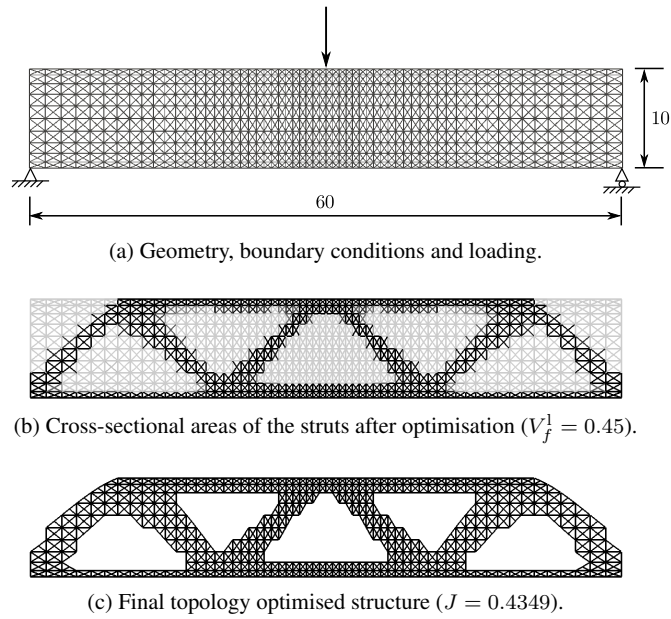 10
60
(a) Geometry, boundary conditions and loading.
(b) Cross-sectional areas of the struts after optimisation ($V_f^1 = 0.45$).
(c) Final topology optimised structure ($J = 0.4349$).